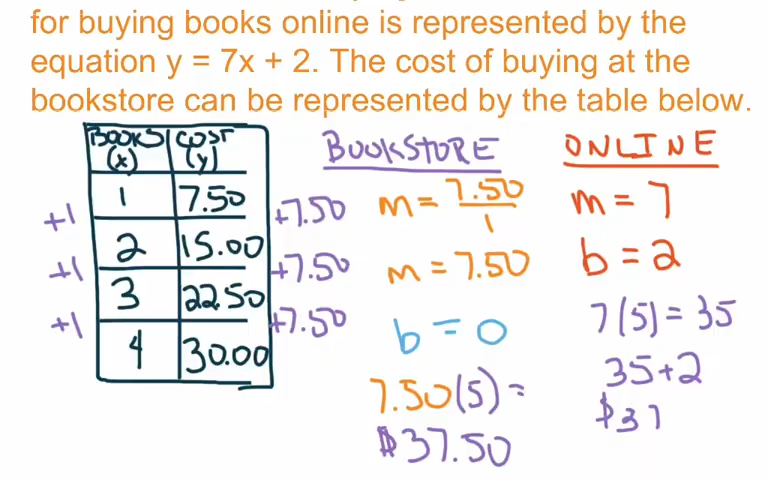 for buying books online is represented by the
equation y = 7x + 2. The cost of buying at the
bookstore can be represented by the table below.
BOOKS (x) COST (y)
1 7.50
2 15.00
3 22.50
4 30.00
+1 +7.50
+1 +7.50
+1 +7.50
BOOKSTORE
m = 7.50/1
m = 7.50
b = 0
7.50(5) =
$37.50
ONLINE
m = 7
b = 2
7(5) = 35
35+2
$37